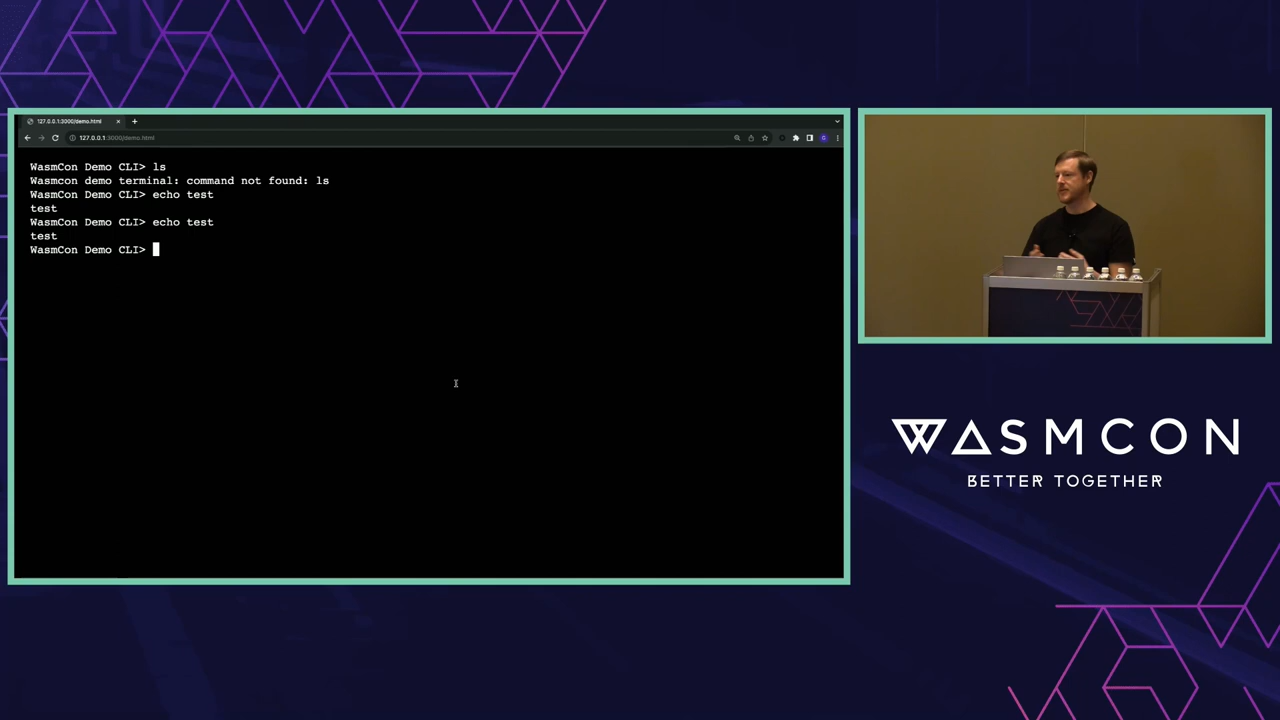 127.0.0.1:3000/demo.html
127.0.0.1:3000/demo.html
WasmCon Demo CLI> ls
Wasmcon demo terminal: command not found: ls
WasmCon Demo CLI> echo test
test
WasmCon Demo CLI> echo test
test
WasmCon Demo CLI>
WASMCON
BETTER TOGETHER